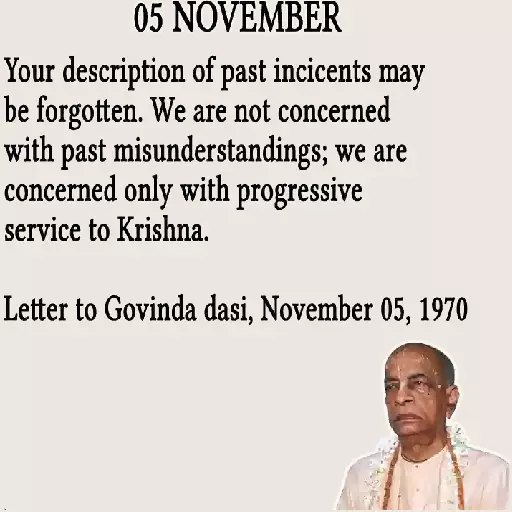 05 NOVEMBER
Your description of past incicents may
be forgotten. We are not concerned
with past misunderstandings; we are
concerned only with progressive
service to Krishna.
Letter to Govinda dasi, November 05, 1970